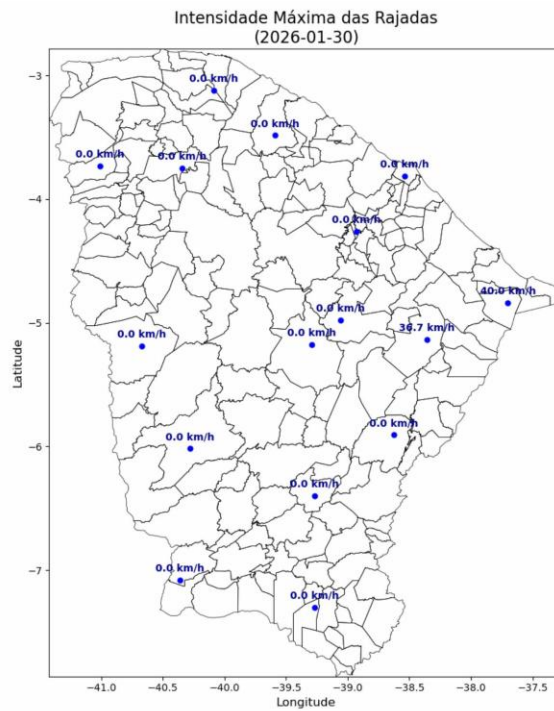 Intensidade Máxima das Rajadas
(2026-01-30)
0.0 km/h
0.0 km/h
0.0 km/h
0.0 km/h
0.0 km/h
0.0 km/h
40.0 km/h
0.0 km/h
36.7 km/h
0.0 km/h
0.0 km/h
0.0 km/h
0.0 km/h
0.0 km/h
0.0 km/h
0.0 km/h
−3
−4
−5
−6
−7
Latitude
−41.0
−40.5
−40.0
−39.5
−39.0
−38.5
−38.0
−37.5
Longitude